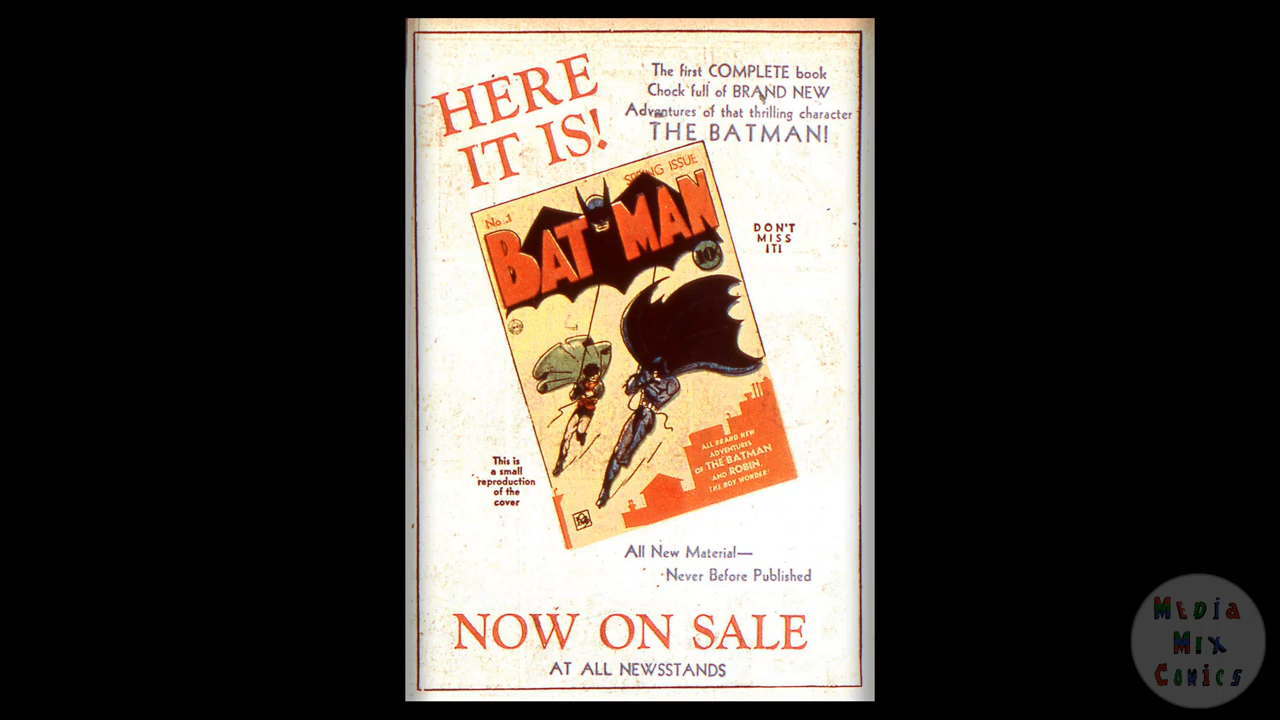 HERE
IT IS!
The first COMPLETE book
Chock full of BRAND NEW
Adventures of that thrilling character
THE BATMAN!
SPRING ISSUE
No.1
BATMAN
10¢
DON'T
MISS
IT!
ALL BRAND NEW
ADVENTURES
OF THE BATMAN
AND ROBIN,
THE BOY WONDER!
This is
a small
reproduction
of the
cover
All New Material—
Never Before Published
NOW ON SALE
AT ALL NEWSSTANDS
MEDiA
MiX
COMiCS